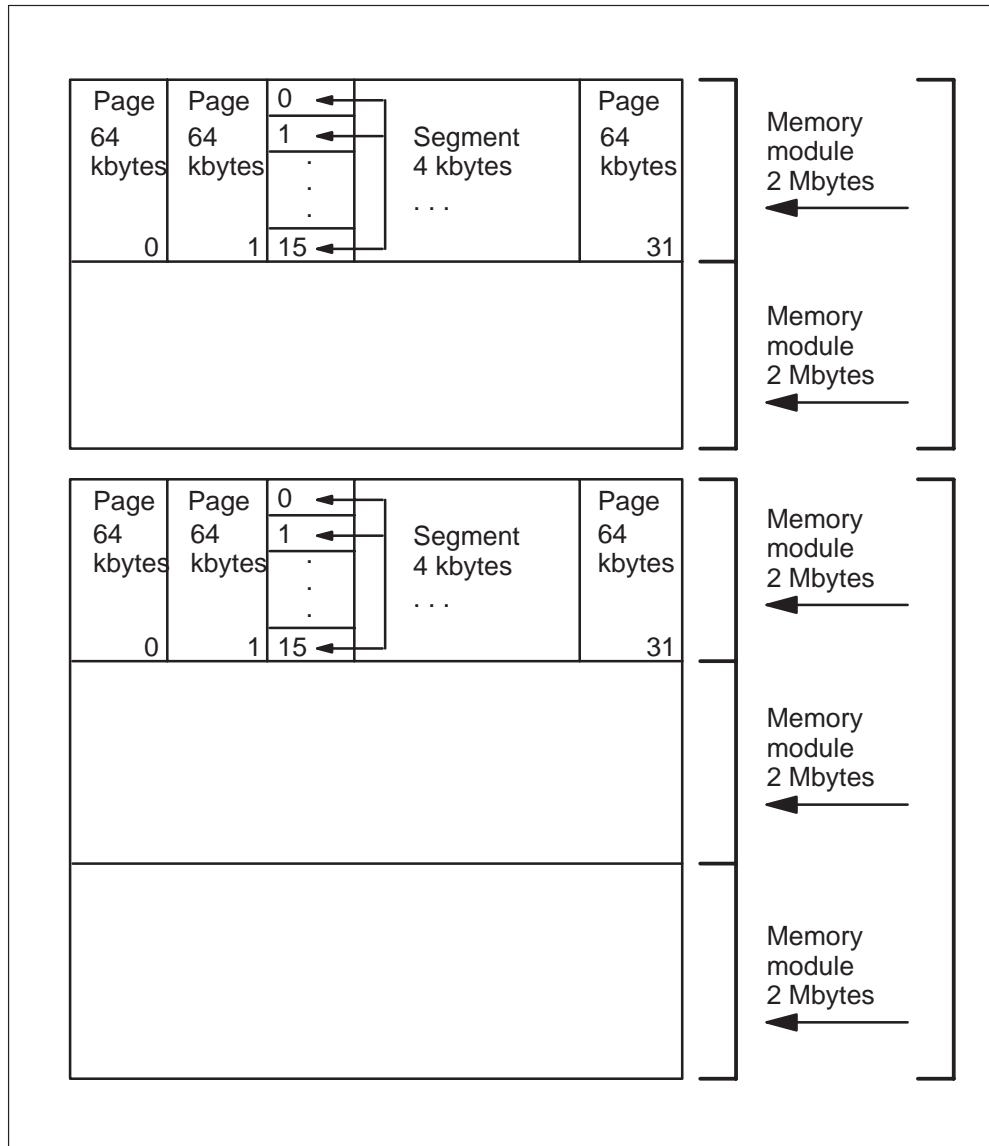 Page
64
kbytes
0
Page
64
kbytes
1
0
1
.
.
.
15
Segment
4 kbytes
. . .
Page
64
kbytes
31
Memory
module
2 Mbytes
Memory
module
2 Mbytes
Page
64
kbytes
0
Page
64
kbytes
1
0
1
.
.
.
15
Segment
4 kbytes
. . .
Page
64
kbytes
31
Memory
module
2 Mbytes
Memory
module
2 Mbytes
Memory
module
2 Mbytes